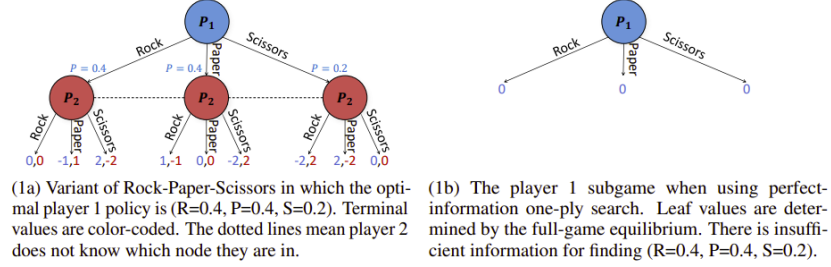 P₁
Rock
Paper
Scissors
P = 0.4
P = 0.4
P = 0.2
P₂
P₂
P₂
Rock
Paper
Scissors
Rock
Paper
Scissors
Rock
Paper
Scissors
0,0 -1,1 2,-2
1,-1 0,0 -2,2
-2,2 2,-2 0,0
(1a) Variant of Rock-Paper-Scissors in which the opti-
mal player 1 policy is (R=0.4, P=0.4, S=0.2). Terminal
values are color-coded. The dotted lines mean player 2
does not know which node they are in.
P₁
Rock
Paper
Scissors
0
0
0
(1b) The player 1 subgame when using perfect-
information one-ply search. Leaf values are deter-
mined by the full-game equilibrium. There is insuffi-
cient information for finding (R=0.4, P=0.4, S=0.2).